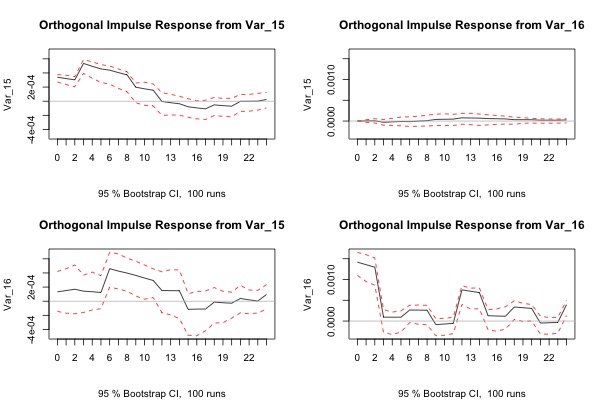 Orthogonal Impulse Response from Var_15
Var_15
-4e-04 2e-04
0 2 4 6 8 10 13 16 19 22
95 % Bootstrap CI, 100 runs
Orthogonal Impulse Response from Var_16
Var_15
0.0000 0.0010
0 2 4 6 8 10 13 16 19 22
95 % Bootstrap CI, 100 runs
Orthogonal Impulse Response from Var_15
Var_16
-4e-04 2e-04
0 2 4 6 8 10 13 16 19 22
95 % Bootstrap CI, 100 runs
Orthogonal Impulse Response from Var_16
Var_16
0.0000 0.0010
0 2 4 6 8 10 13 16 19 22
95 % Bootstrap CI, 100 runs